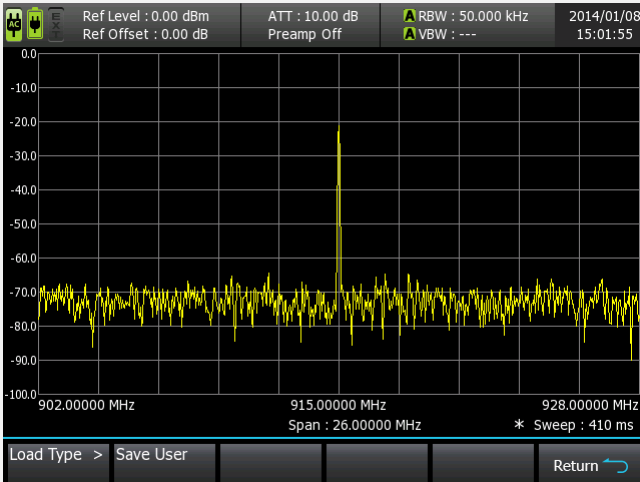 AC
EXT
Ref Level : 0.00 dBm
Ref Offset : 0.00 dB
ATT : 10.00 dB
Preamp Off
A RBW : 50.000 kHz
A VBW : ---
2014/01/08
15:01:55
0.0
-10.0
-20.0
-30.0
-40.0
-50.0
-60.0
-70.0
-80.0
-90.0
-100.0
902.00000 MHz
915.00000 MHz
928.00000 MHz
Span : 26.00000 MHz
* Sweep : 410 ms
Load Type >
Save User
Return